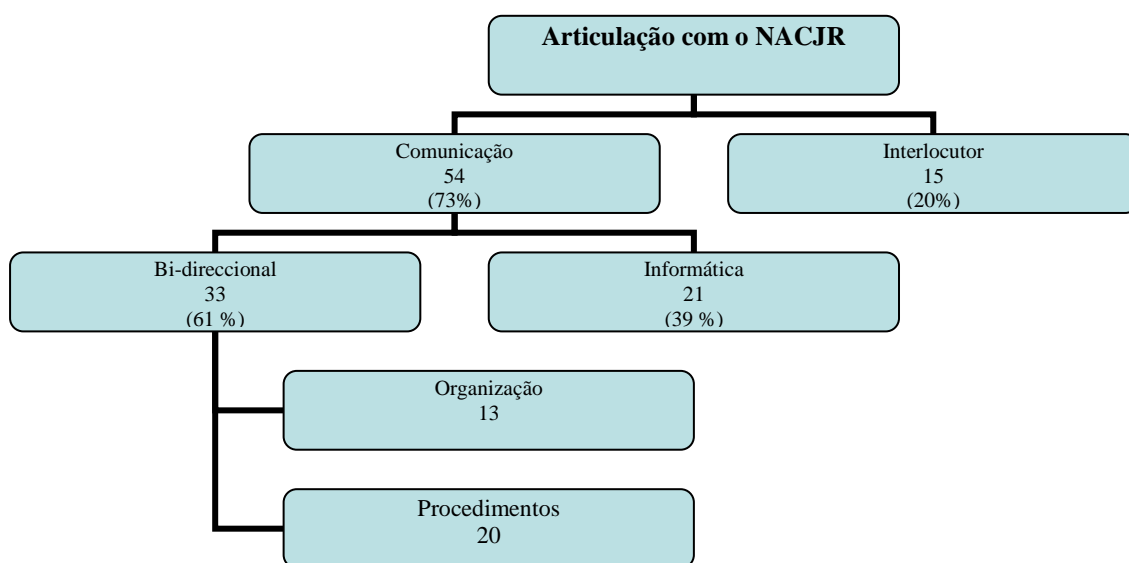 Articulação com o NACJR
Comunicação
54
(73%)
Interlocutor
15
(20%)
Bi-direccional
33
(61 %)
Informática
21
(39 %)
Organização
13
Procedimentos
20